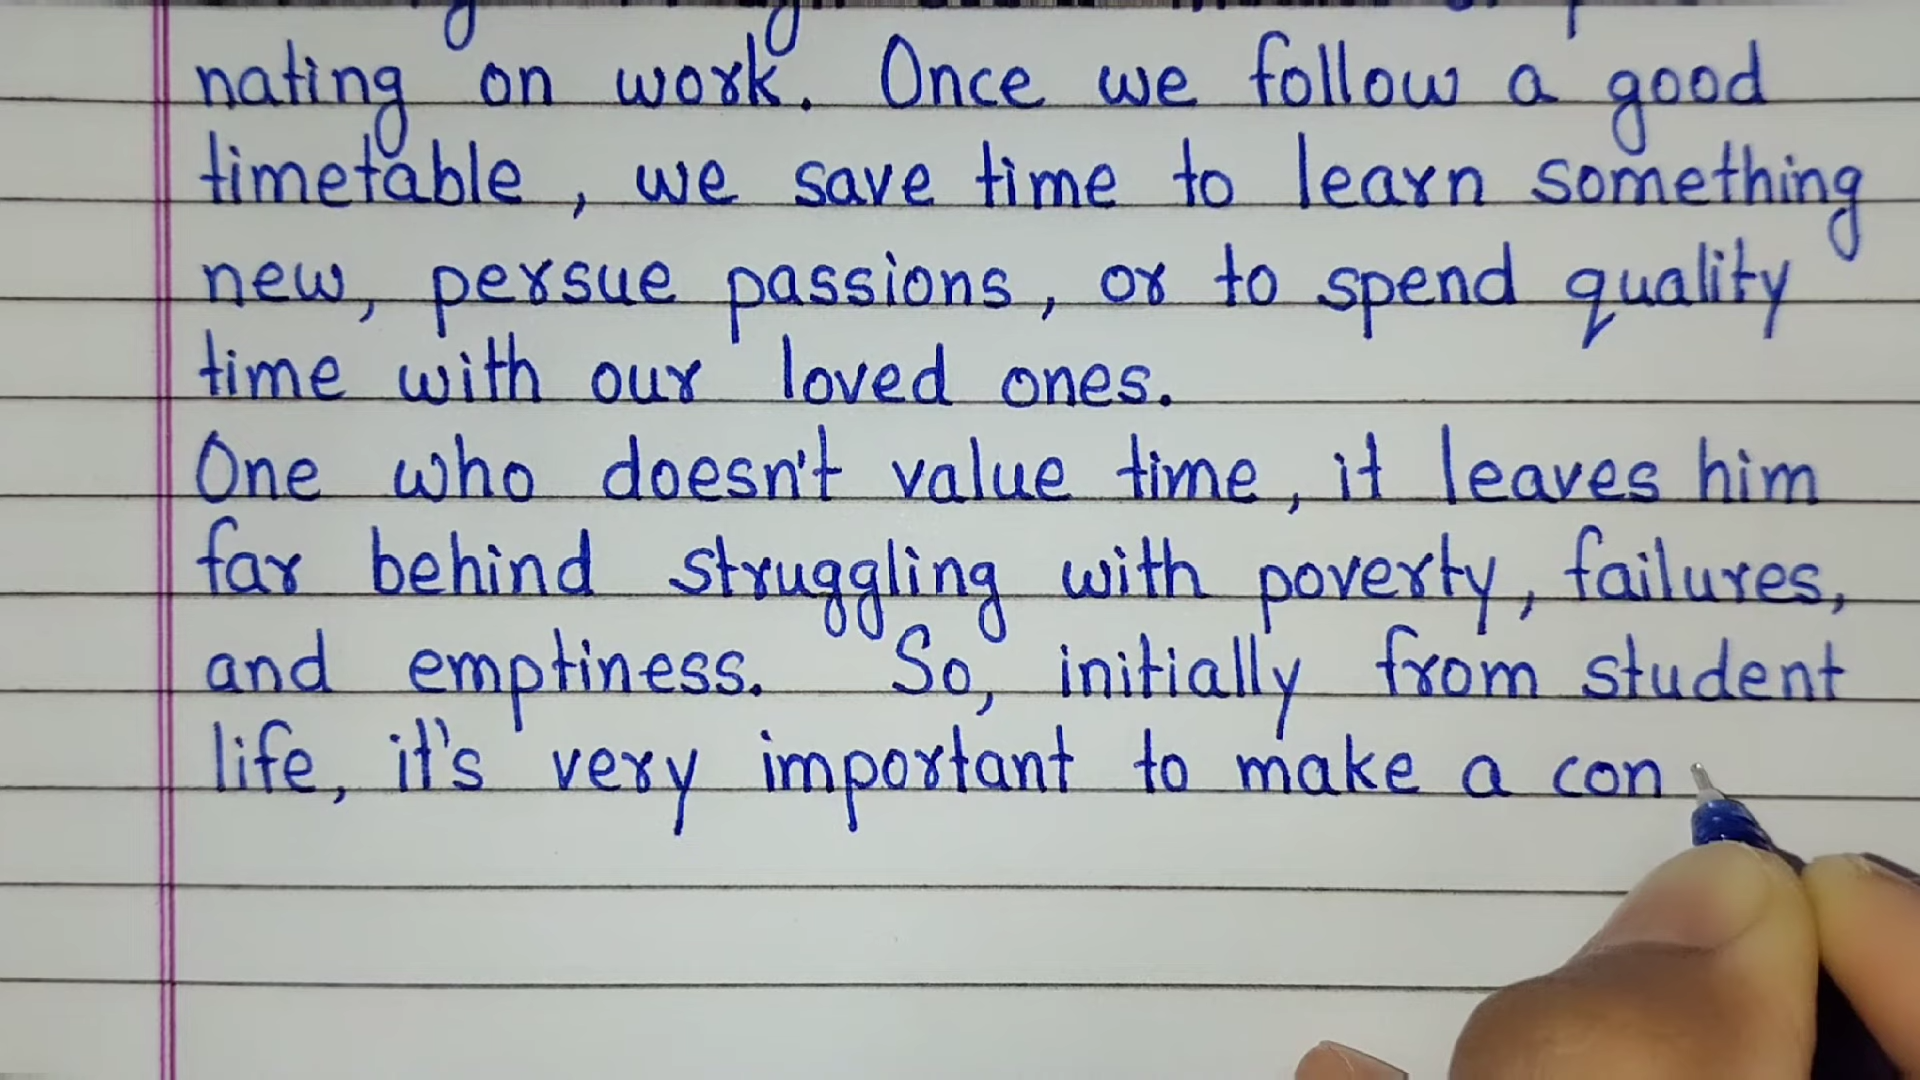 nating on work. Once we follow a good
timetable, we save time to learn something
new, persue passions, or to spend quality
time with our loved ones.
One who doesn't value time, it leaves him
far behind struggling with poverty, failures,
and emptiness. So, initially from student
life, it's very important to make a con